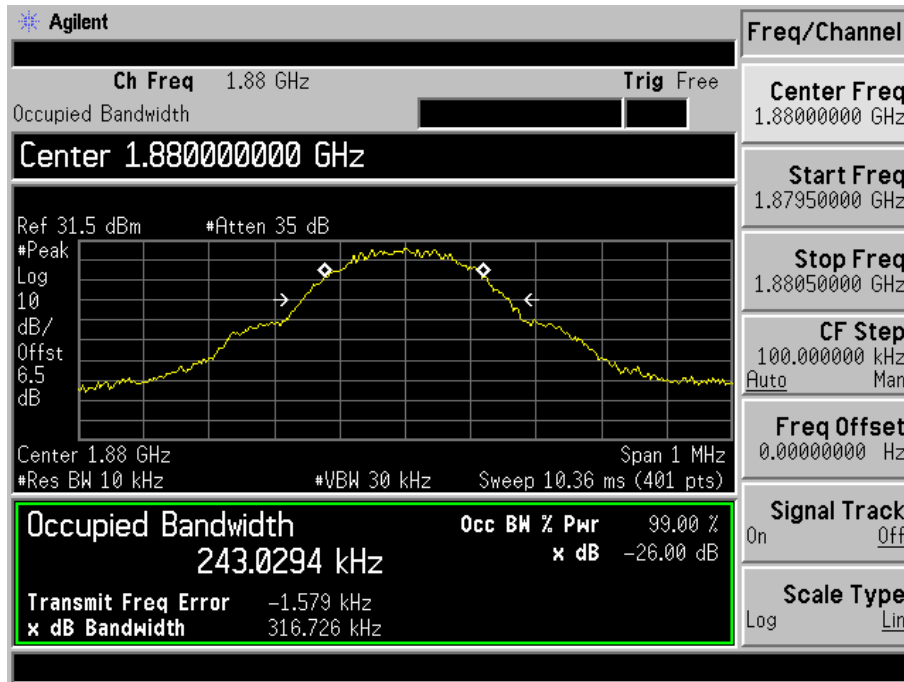 Agilent
Freq/Channel
Ch Freq 1.88 GHz Trig Free
Occupied Bandwidth
Center 1.880000000 GHz
Ref 31.5 dBm #Atten 35 dB
#Peak
Log
10
dB/
Offst
6.5
dB
Center 1.88 GHz Span 1 MHz
#Res BW 10 kHz #VBW 30 kHz Sweep 10.36 ms (401 pts)
Occupied Bandwidth
243.0294 kHz
Occ BW % Pwr 99.00 %
x dB -26.00 dB
Transmit Freq Error -1.579 kHz
x dB Bandwidth 316.726 kHz
Center Freq
1.88000000 GHz
Start Freq
1.87950000 GHz
Stop Freq
1.88050000 GHz
CF Step
100.000000 kHz
Auto Man
Freq Offset
0.00000000 Hz
Signal Track
On Off
Scale Type
Log Lin